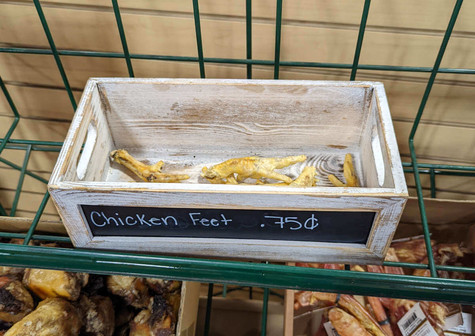 Chicken Feet .75¢